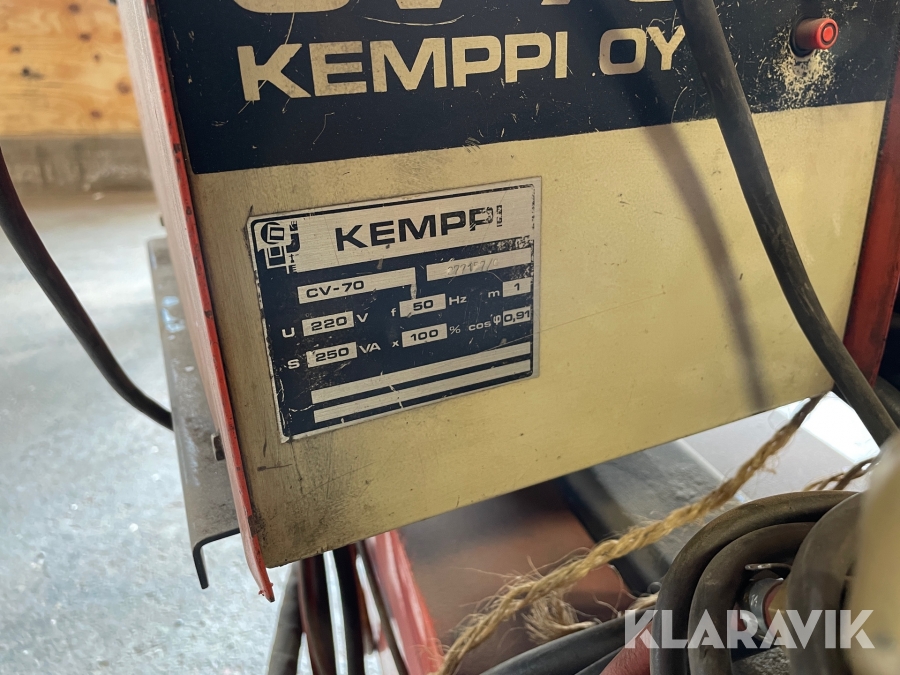 KEMPPI OY
KEMPPI
CV-70
U 220 V f 50 Hz m 1
S 250 VA x 100 % cos φ 0,91
KLARAVIK